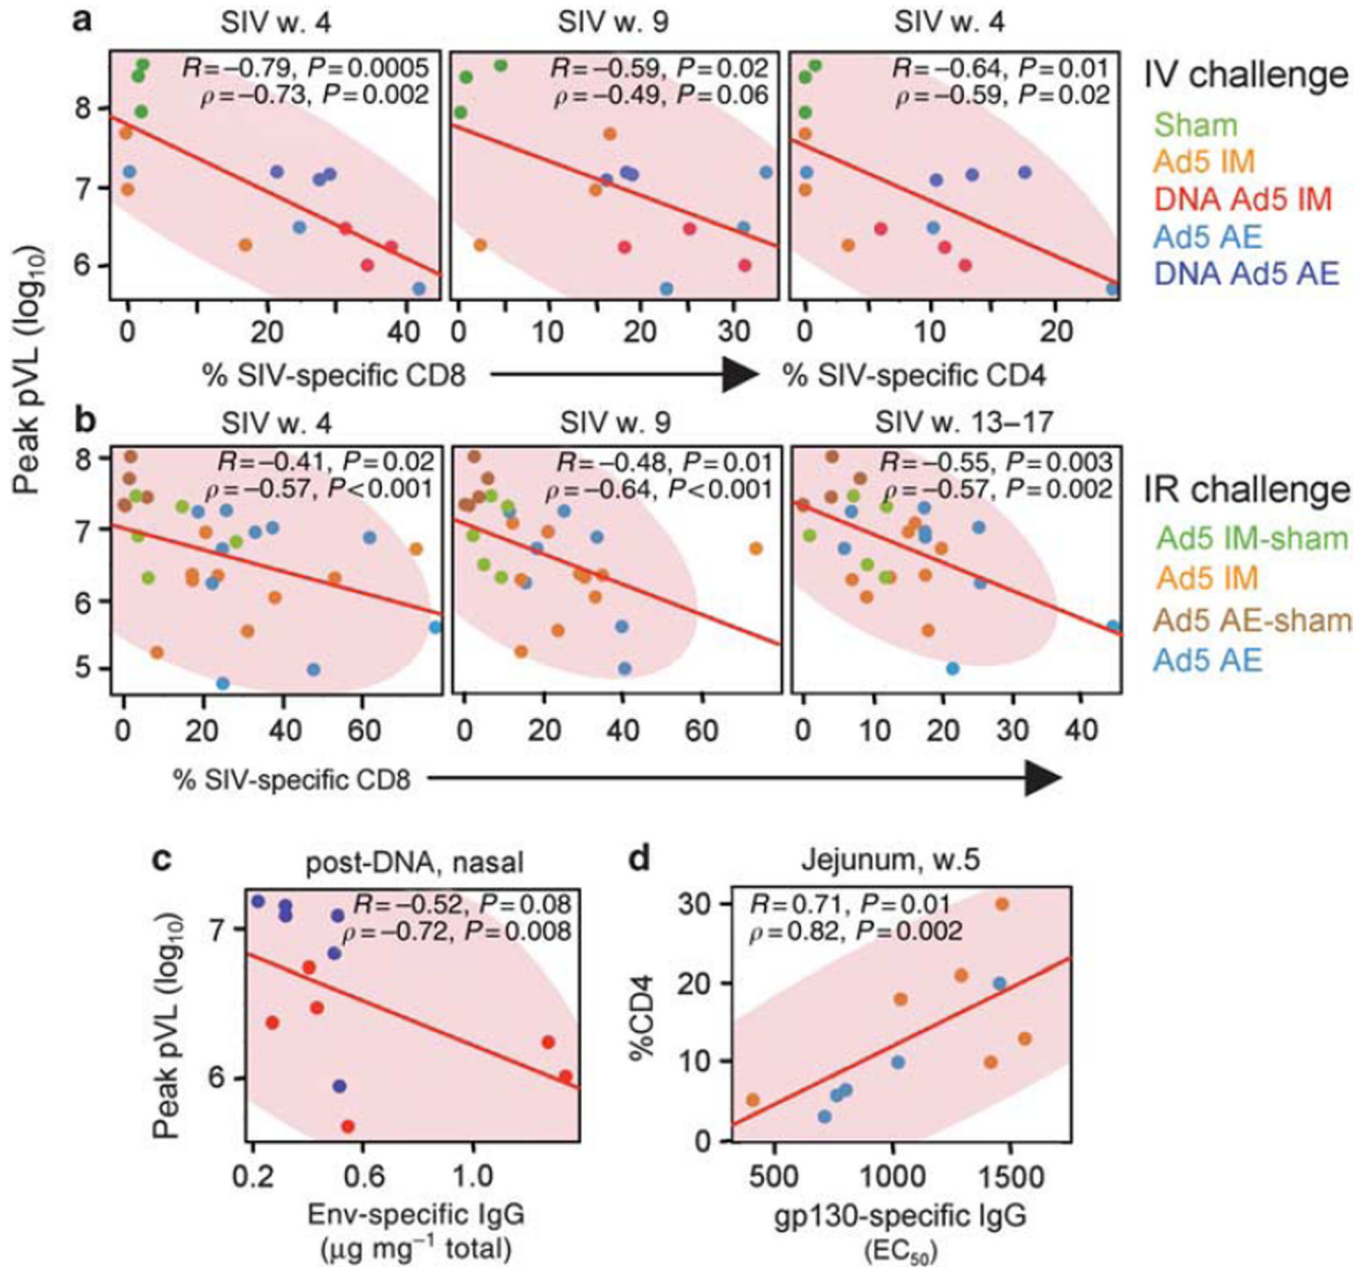 a
SIV w. 4
SIV w. 9
SIV w. 4
R=−0.79, P=0.0005
ρ=−0.73, P=0.002
R=−0.59, P=0.02
ρ=−0.49, P=0.06
R=−0.64, P=0.01
ρ=−0.59, P=0.02
8
7
6
0 20 40
0 10 20 30
0 10 20
% SIV-specific CD8
% SIV-specific CD4
IV challenge
Sham
Ad5 IM
DNA Ad5 IM
Ad5 AE
DNA Ad5 AE
Peak pVL (log10)
b
SIV w. 4
SIV w. 9
SIV w. 13–17
R=−0.41, P=0.02
ρ=−0.57, P<0.001
R=−0.48, P=0.01
ρ=−0.64, P<0.001
R=−0.55, P=0.003
ρ=−0.57, P=0.002
8
7
6
5
0 20 40 60
0 20 40 60
0 10 20 30 40
% SIV-specific CD8
IR challenge
Ad5 IM-sham
Ad5 IM
Ad5 AE-sham
Ad5 AE
c
post-DNA, nasal
R=−0.52, P=0.08
ρ=−0.72, P=0.008
Peak pVL (log10)
7
6
0.2 0.6 1.0
Env-specific IgG
(μg mg−1 total)
d
Jejunum, w.5
R=0.71, P=0.01
ρ=0.82, P=0.002
%CD4
30
20
10
0
500 1000 1500
gp130-specific IgG
(EC50)